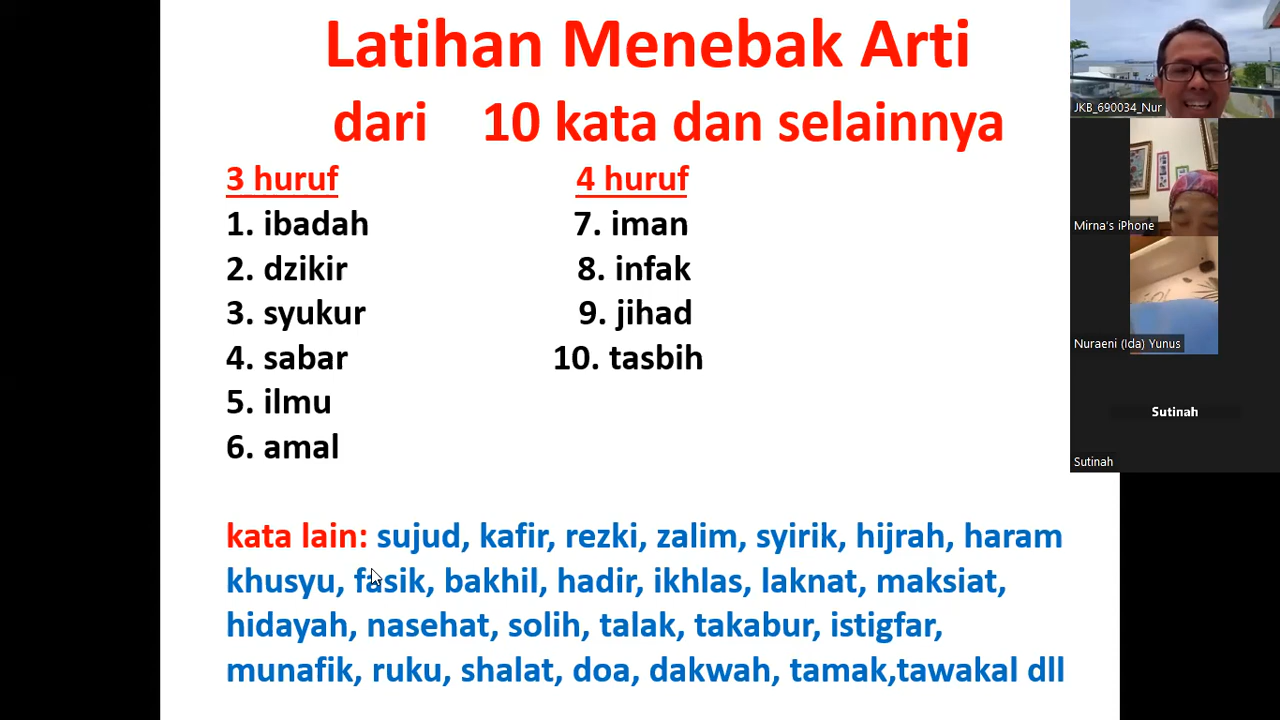 Latihan Menebak Arti
dari 10 kata dan selainnya
3 huruf
1. ibadah
2. dzikir
3. syukur
4. sabar
5. ilmu
6. amal
4 huruf
7. iman
8. infak
9. jihad
10. tasbih
kata lain: sujud, kafir, rezki, zalim, syirik, hijrah, haram
khusyu, fasik, bakhil, hadir, ikhlas, laknat, maksiat,
hidayah, nasehat, solih, talak, takabur, istigfar,
munafik, ruku, shalat, doa, dakwah, tamak,tawakal dll
JKB_690034_Nur
Mirna's iPhone
Nuraeni (Ida) Yunus
Sutinah
Sutinah